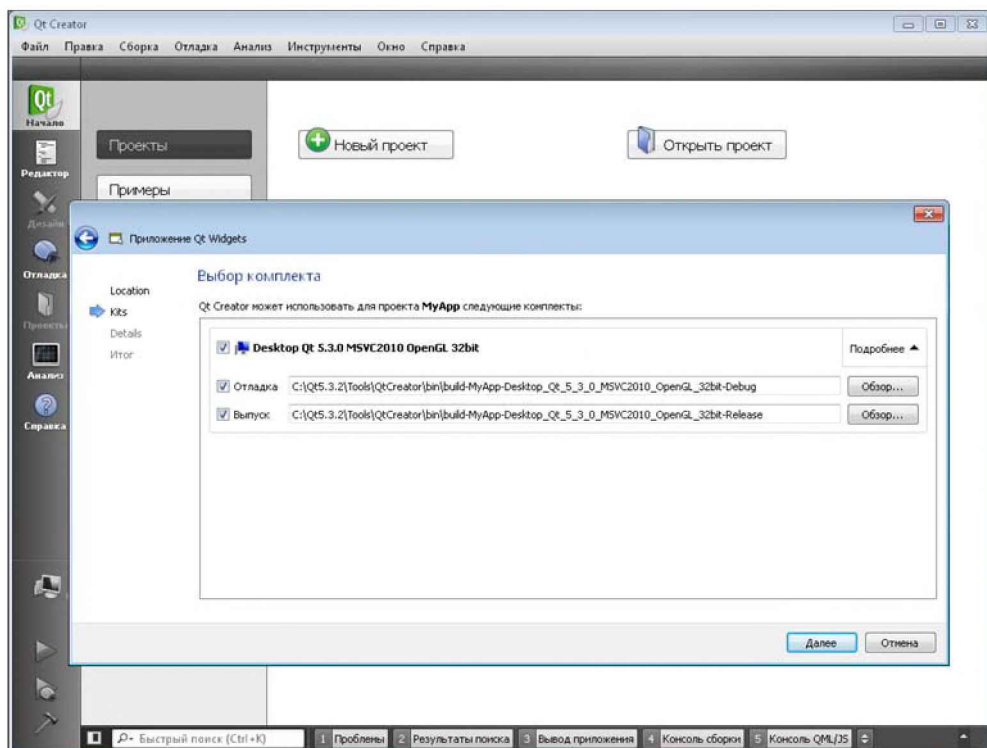 Qt Creator
Файл Правка Сборка Отладка Анализ Инструменты Окно Справка
Qt
Начало
Редактор
Дизайн
Отладка
Проекты
Анализ
Справка
Проекты
Примеры
Новый проект
Открыть проект
Приложение Qt Widgets
Location
Kits
Details
Итог
Выбор комплекта
Qt Creator может использовать для проекта MyApp следующие комплекты:
Desktop Qt 5.3.0 MSVC2010 OpenGL 32bit
Подробнее
Отладка C:\Qt5.3.2\Tools\QtCreator\bin\build-MyApp-Desktop_Qt_5_3_0_MSVC2010_OpenGL_32bit-Debug Обзор...
Выпуск C:\Qt5.3.2\Tools\QtCreator\bin\build-MyApp-Desktop_Qt_5_3_0_MSVC2010_OpenGL_32bit-Release Обзор...
Далее Отмена
Быстрый поиск (Ctrl+K) 1 Проблемы 2 Результаты поиска 3 Вывод приложения 4 Консоль сборки 5 Консоль QML/JS